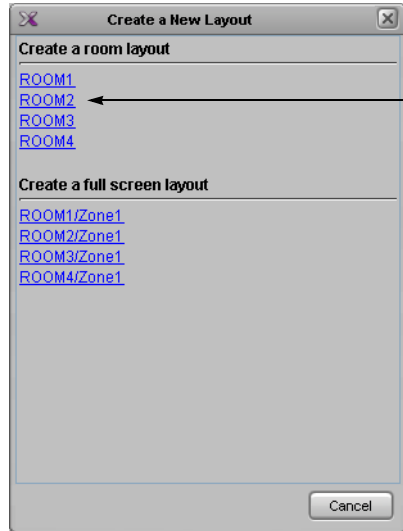 Create a New Layout
Create a room layout
ROOM1
ROOM2
ROOM3
ROOM4
Create a full screen layout
ROOM1/Zone1
ROOM2/Zone1
ROOM3/Zone1
ROOM4/Zone1
Cancel